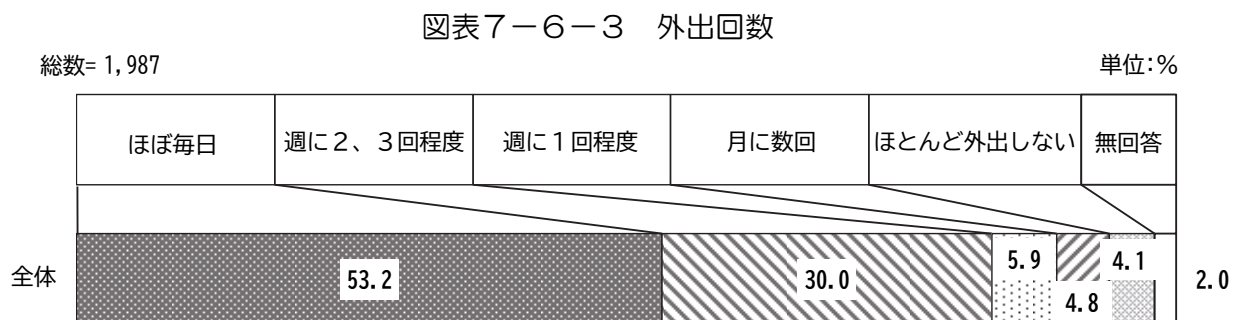 図表７－６－３　外出回数
総数= 1,987
単位:％
ほぼ毎日
週に２、３回程度
週に１回程度
月に数回
ほとんど外出しない
無回答
全体
53.2
30.0
5.9
4.8
4.1
2.0